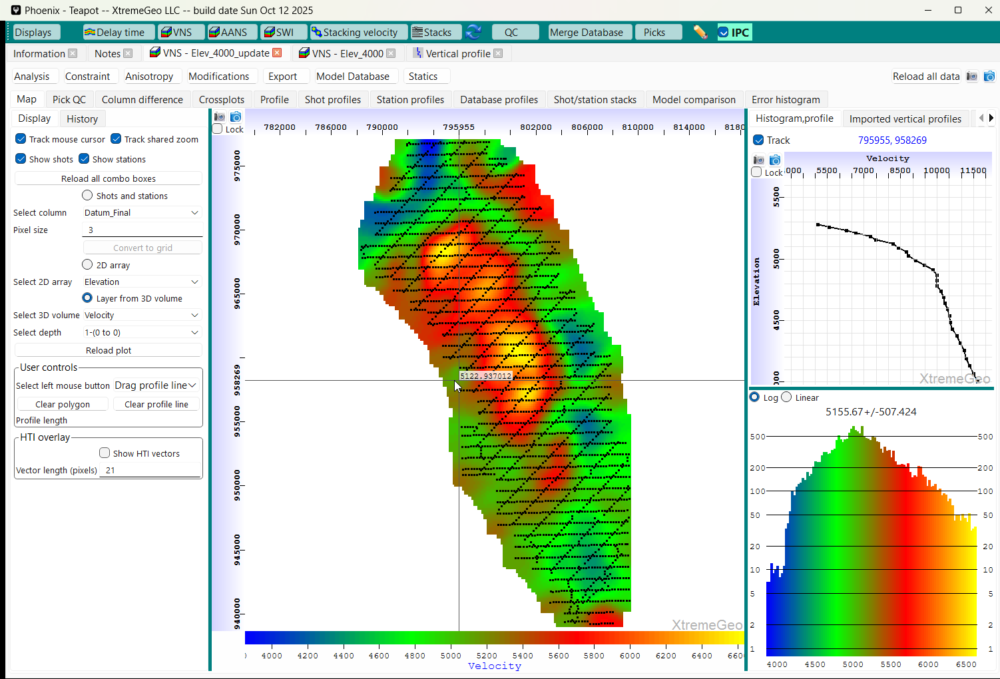 Phoenix - Teapot -- XtremeGeo LLC -- build date Sun Oct 12 2025
Displays Delay time VNS AANS SWI Stacking velocity Stacks QC Merge Database Picks IPC
Information Notes VNS - Elev_4000_update VNS - Elev_4000 Vertical profile
Analysis Constraint Anisotropy Modifications Export Model Database Statics Reload all data
Map Pick QC Column difference Crossplots Profile Shot profiles Station profiles Database profiles Shot/station stacks Model comparison Error histogram
Display History
Track mouse cursor Track shared zoom
Show shots Show stations
Reload all combo boxes
Shots and stations
Select column Datum_Final
Pixel size 3
Convert to grid
2D array
Select 2D array Elevation
Layer from 3D volume
Select 3D volume Velocity
Select depth 1-(0 to 0)
Reload plot
User controls
Select left mouse button Drag profile line
Clear polygon Clear profile line
Profile length
HTI overlay
Show HTI vectors
Vector length (pixels) 21
Lock
782000 786000 790000 795955 802000 806000 810000 814000 8180
975000
970000
965000
958269
955000
950000
945000
940000
5122.937012
XtremeGeo
4000 4200 4400 4600 4800 5000 5200 5400 5600 5800 6000 6200 6400 660
Velocity
Histogram,profile Imported vertical profiles
Track 795955, 958269
Velocity
Lock
000 5500 7000 8500 10000 11500
Elevation
5500
5000
4500
XtremeGeo
Log Linear
5155.67+/-507.424
500 500
200 200
100 100
50 50
20 20
10 10
5 5
2 2
1 1
4000 4500 5000 5500 6000 6500